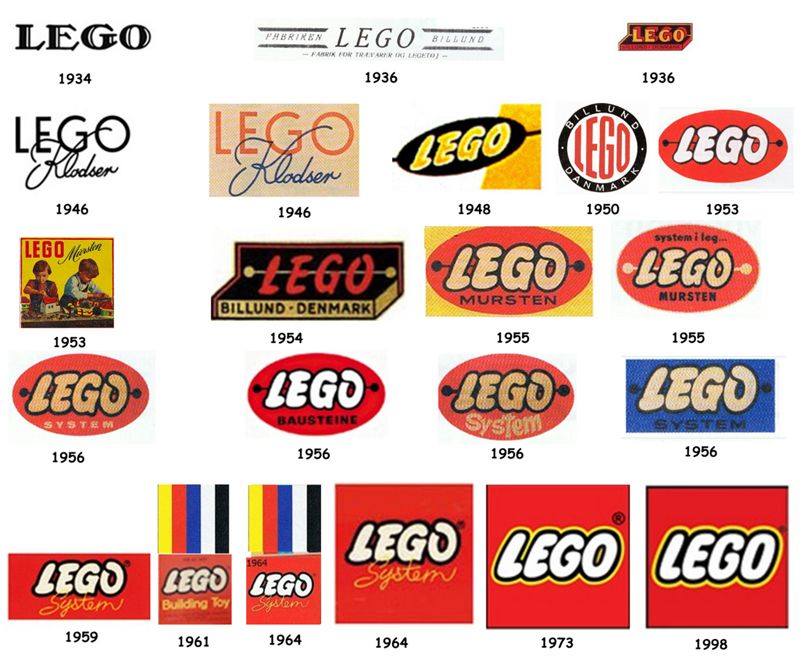 LEGO
1934
FABRIKEN LEGO BILLUND
— FABRIK FOR TRÆVARER OG LEGETØJ —
1936
LEGO
BILLUND-DENMARK
1936
LEGO
Klodser
1946
LEGO
Klodser
1946
LEGO
1948
BILLUND
LEGO
DANMARK
1950
LEGO
1953
LEGO Mursten
1953
LEGO
BILLUND-DENMARK
1954
LEGO
MURSTEN
1955
system i leg...
LEGO
MURSTEN
1955
LEGO
SYSTEM
1956
LEGO
BAUSTEINE
1956
LEGO
System
1956
LEGO
SYSTEM
1956
LEGO®
System
1959
LEGO
Building Toy
1961
1964
LEGO
System
1964
LEGO®
System
1964
LEGO®
1973
LEGO®
1998